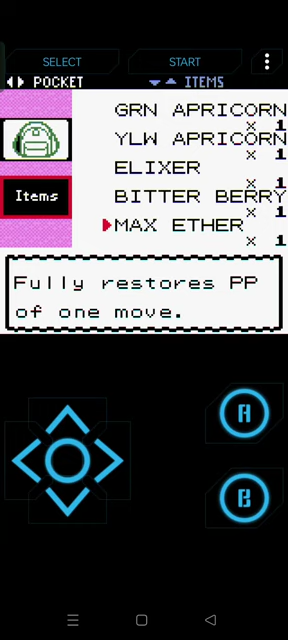 SELECT START
POCKET ITEMS
GRN APRICORN
× 1
YLW APRICORN
× 1
ELIXER
× 1
BITTER BERRY
× 1
MAX ETHER
× 1
Items
Fully restores PP
of one move.
A
B